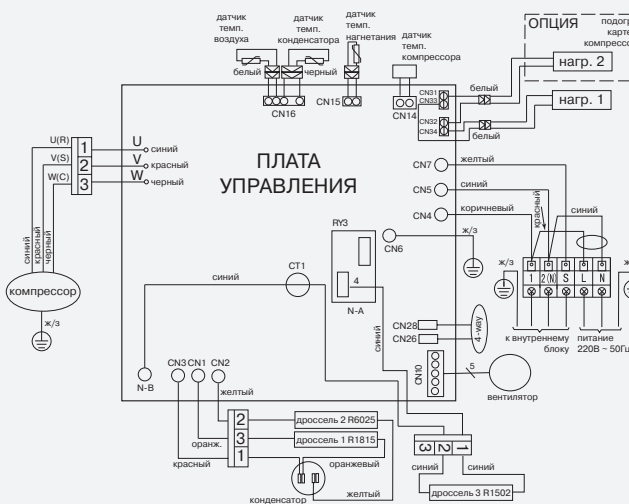 датчик
темп.
воздуха
датчик
темп.
конденсатора
датчик
темп.
нагнетания
датчик
темп.
компрессора
ОПЦИЯ
подогр
карте
компрессо
нагр. 2
нагр. 1
белый
черный
белый
белый
CN16
CN15
CN14
CN31
CN33
CN32
CN34
U(R)
V(S)
W(C)
1
2
3
U
V
W
синий
красный
черный
ПЛАТА
УПРАВЛЕНИЯ
CN7
желтый
CN5
синий
CN4
коричневый
красный
синий
RY3
4
N-A
CN6
ж/з
ж/з
ж
1
2(N)
S
L
N
к внутреннему
блоку
питание
220В ~ 50Гц
синий
красный
черный
компрессор
ж/з
синий
CT1
N-B
синий
CN28
CN26
4-way
CN10
5
вентилятор
CN3
CN1
CN2
желтый
оранж.
красный
2
3
1
дроссель 2 R6025
дроссель 1 R1815
оранжевый
конденсатор
желтый
3
2
1
синий
синий
дроссель 3 R1502